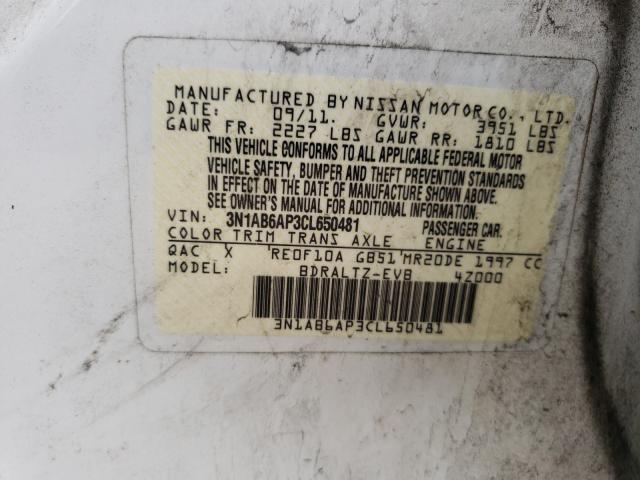 MANUFACTURED BY NISSAN MOTOR CO., LTD.
DATE: 09/11. GVWR: 3951 LBS
GAWR FR: 2227 LBS GAWR RR: 1810 LBS
THIS VEHICLE CONFORMS TO ALL APPLICABLE FEDERAL MOTOR
VEHICLE SAFETY, BUMPER AND THEFT PREVENTION STANDARDS
IN EFFECT ON THE DATE OF MANUFACTURE SHOWN ABOVE.
SEE OWNER'S MANUAL FOR ADDITIONAL INFORMATION.
VIN: 3N1AB6AP3CL650481 PASSENGER CAR.
COLOR TRIM TRANS AXLE ENGINE
QAC X RE0F10A GB51 MR20DE 1997 CC
MODEL: BDRALTZ-EVB 4Z000
3N1AB6AP3CL650481